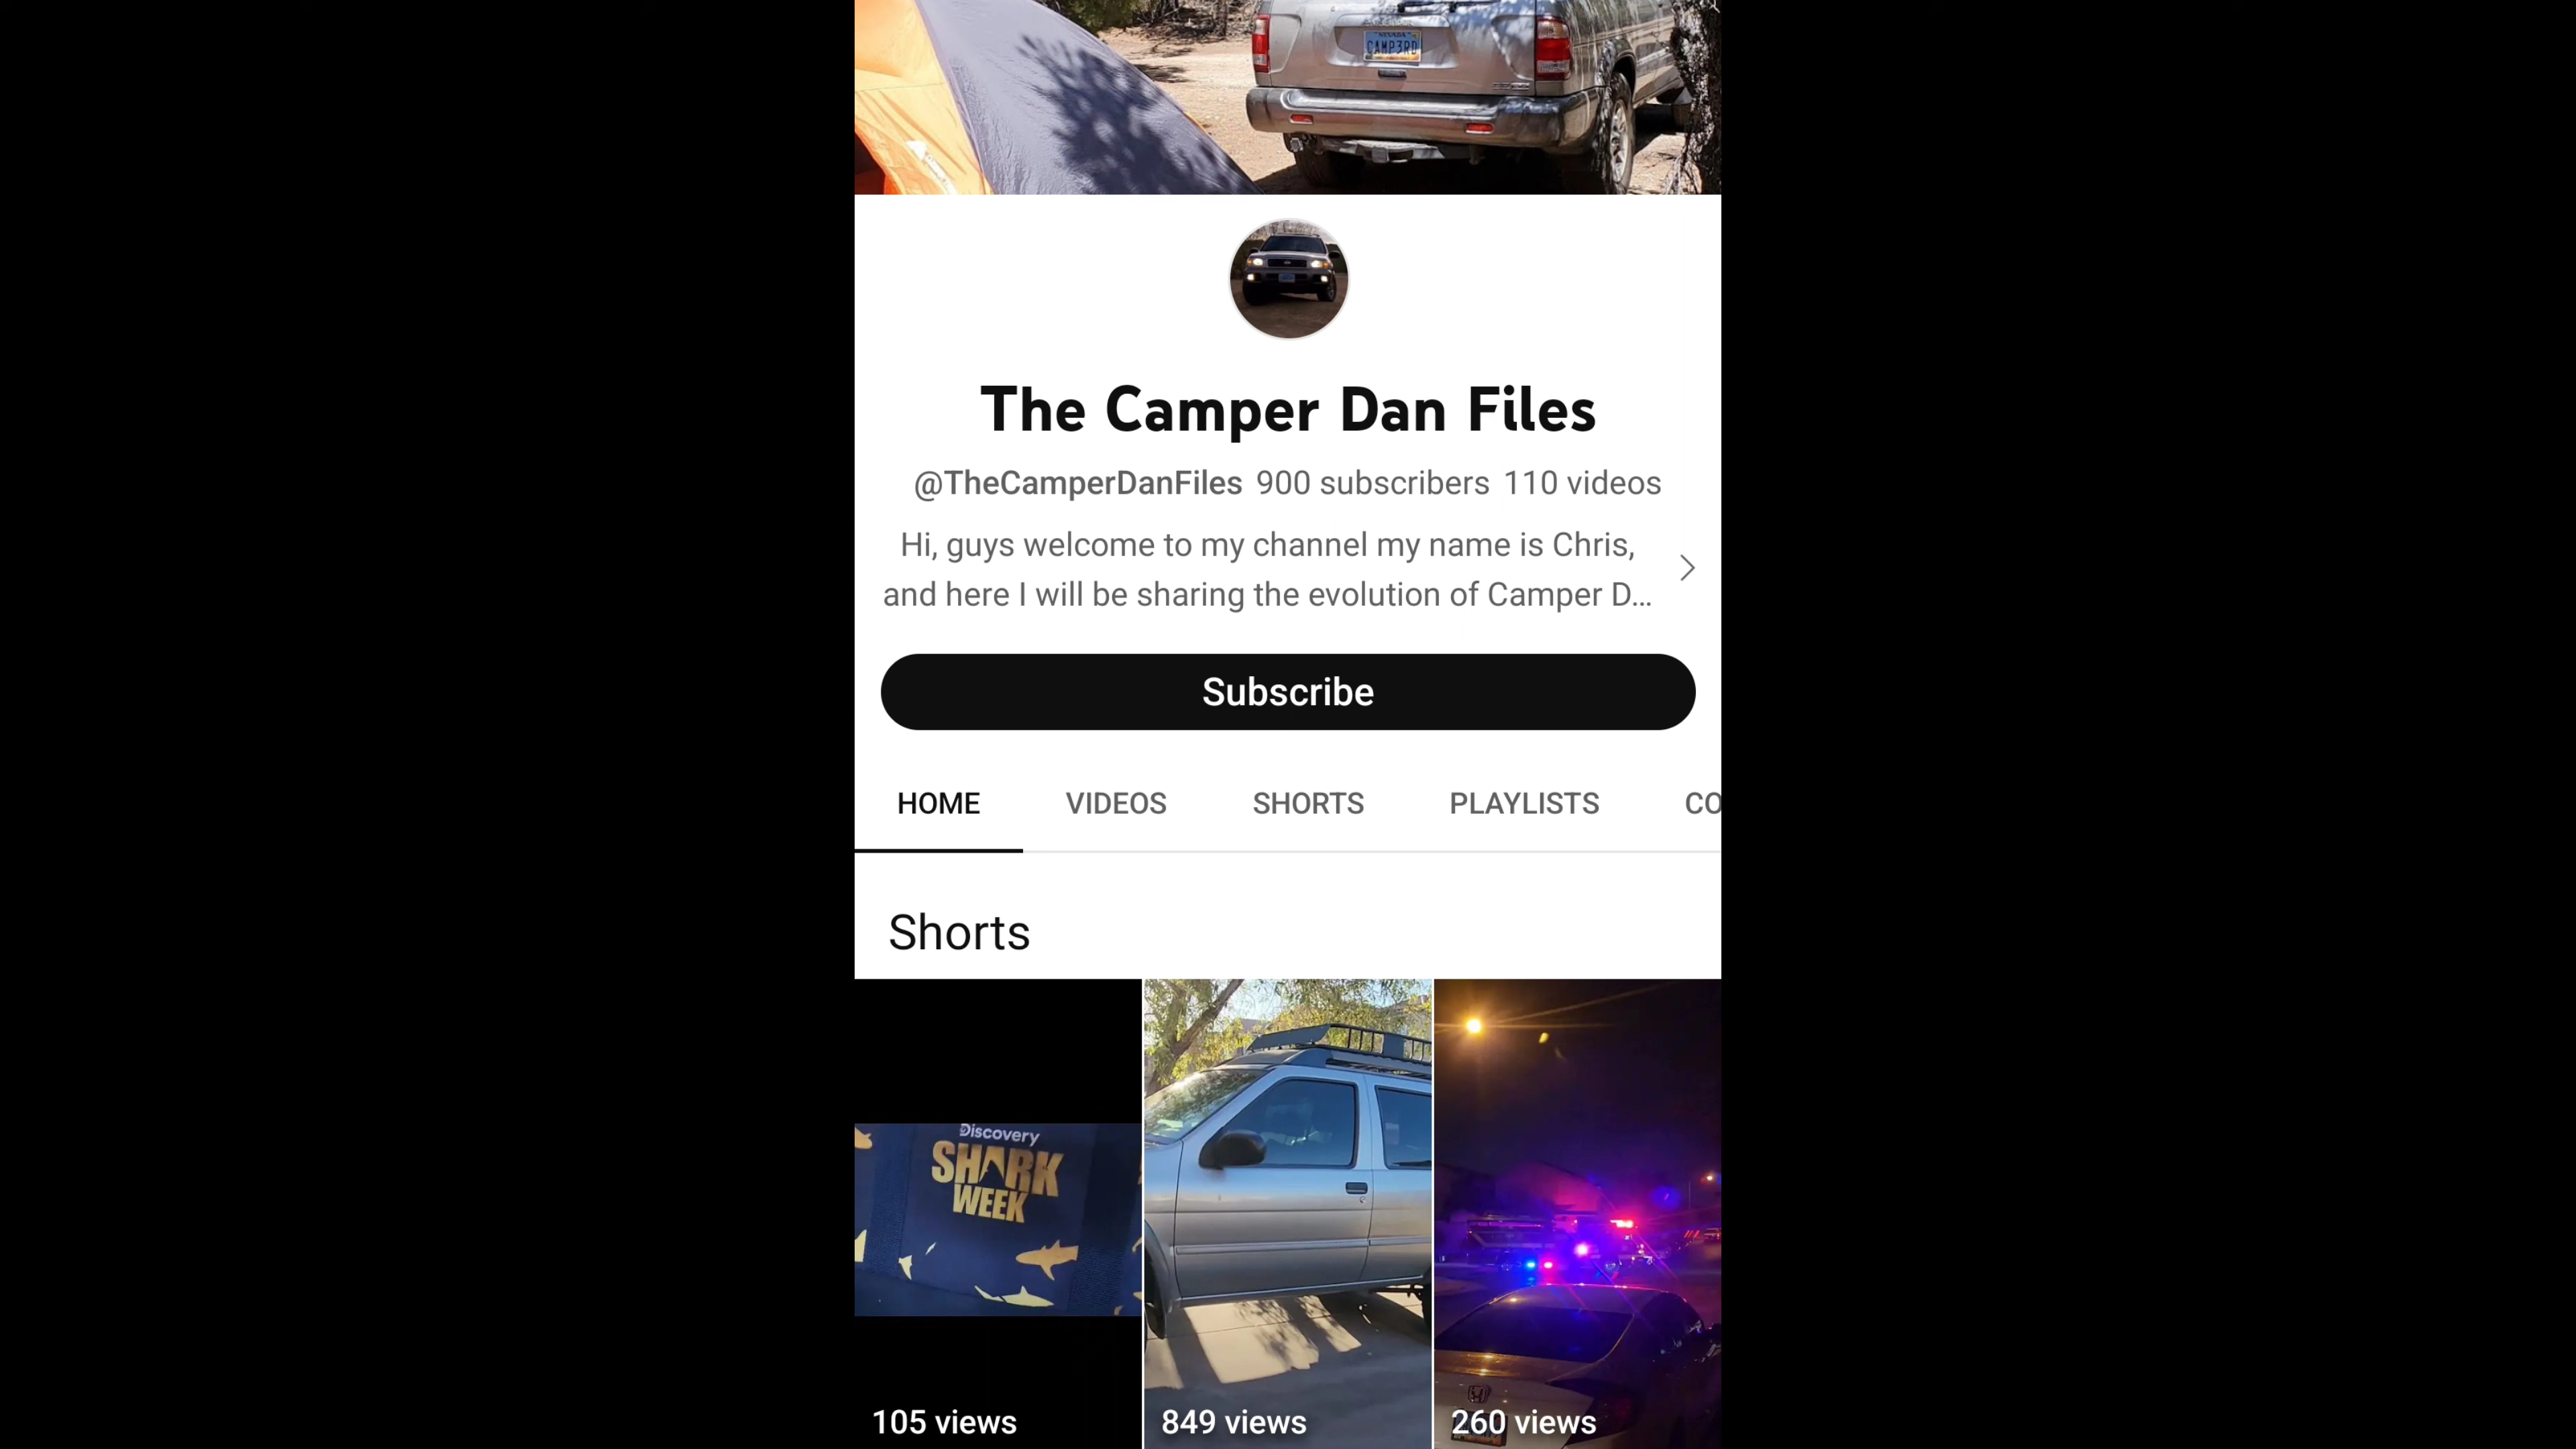 NEVADA
CAMP3RD
The Camper Dan Files
@TheCamperDanFiles 900 subscribers 110 videos
Hi, guys welcome to my channel my name is Chris,
and here I will be sharing the evolution of Camper D...
Subscribe
HOME VIDEOS SHORTS PLAYLISTS CO
Shorts
Discovery
SHARK
WEEK
105 views 849 views 260 views